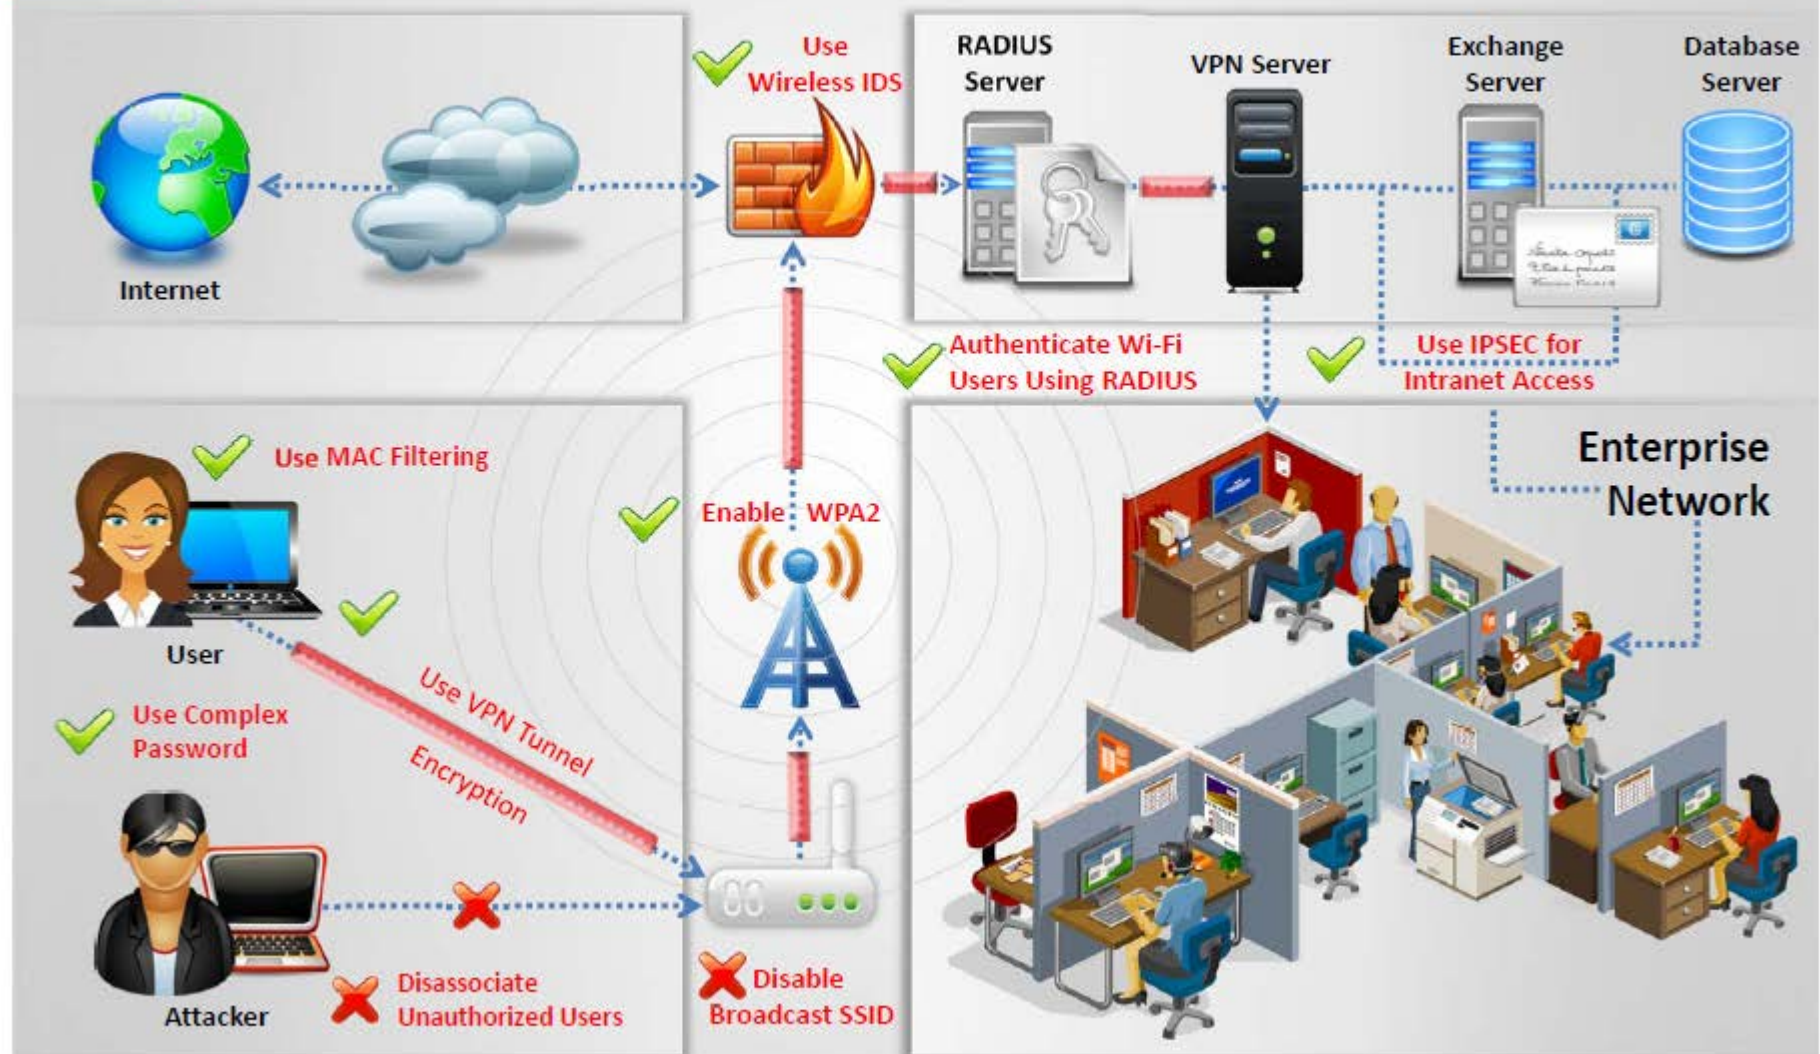 Use
Wireless IDS
RADIUS
Server
VPN Server
Exchange
Server
Database
Server
Internet
Authenticate Wi-Fi
Users Using RADIUS
Use IPSEC for
Intranet Access
Use MAC Filtering
Enterprise
Network
Enable WPA2
User
Use VPN Tunnel
Encryption
Use Complex
Password
Attacker
Disassociate
Unauthorized Users
Disable
Broadcast SSID